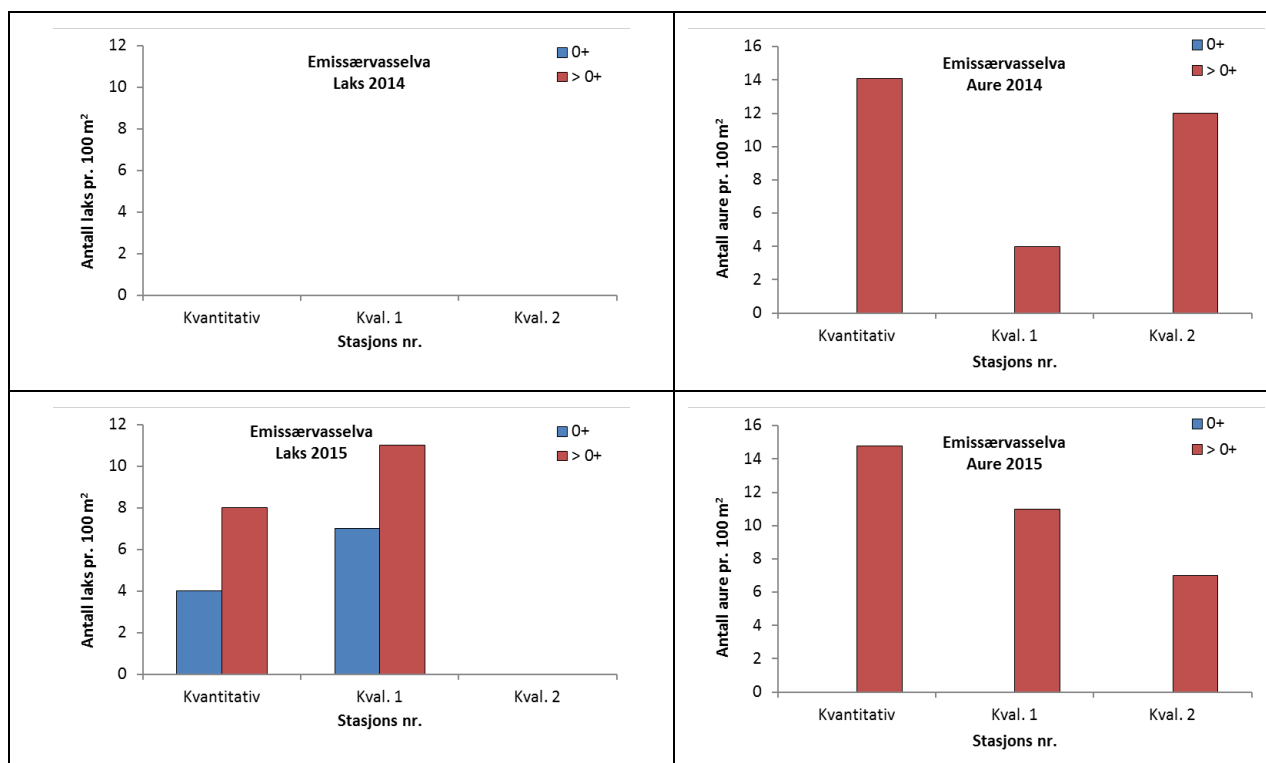 Emissærvasselva
Laks 2014
0+
> 0+
Antall laks pr. 100 m²
12
10
8
6
4
2
0
Kvantitativ Kval. 1 Kval. 2
Stasjons nr.
Emissærvasselva
Aure 2014
0+
> 0+
Antall aure pr. 100 m²
16
14
12
10
8
6
4
2
0
Kvantitativ Kval. 1 Kval. 2
Stasjons nr.
Emissærvasselva
Laks 2015
0+
> 0+
Antall laks pr. 100 m²
12
10
8
6
4
2
0
Kvantitativ Kval. 1 Kval. 2
Stasjons nr.
Emissærvasselva
Aure 2015
0+
> 0+
Antall aure pr. 100 m²
16
14
12
10
8
6
4
2
0
Kvantitativ Kval. 1 Kval. 2
Stasjons nr.